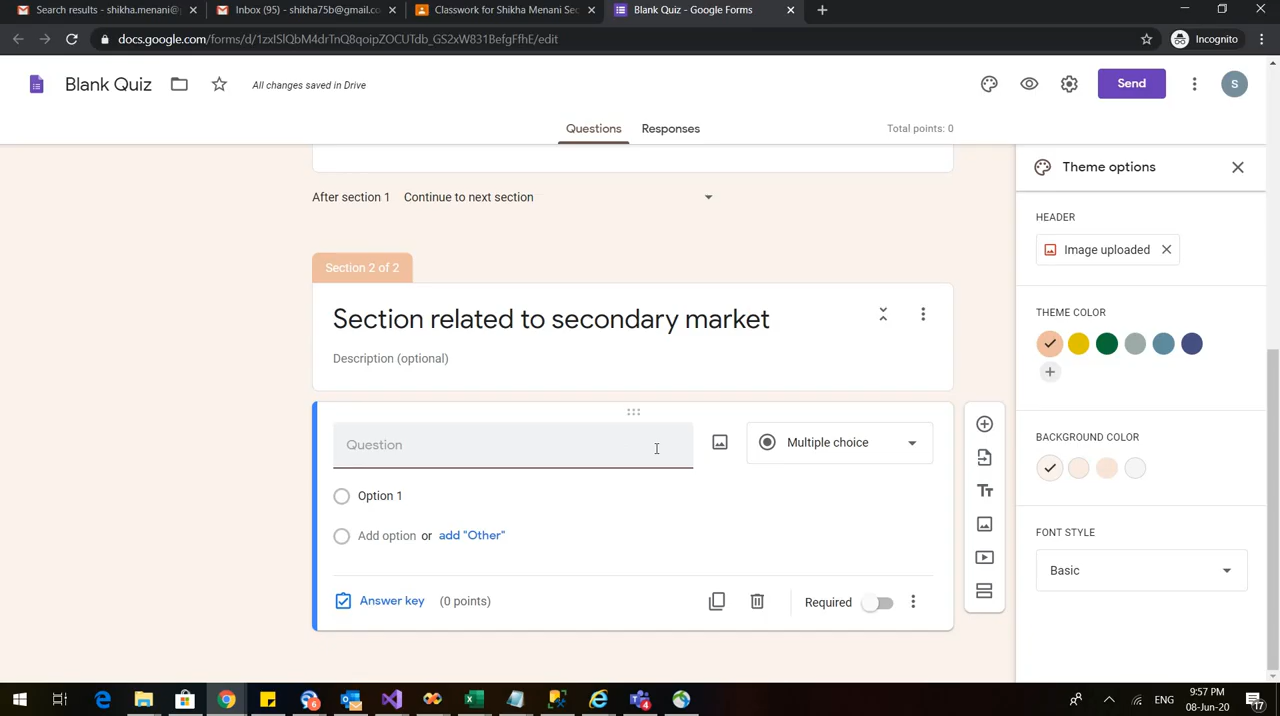 Search results - shikha.menani@
Inbox (95) - shikha75b@gmail.co
Classwork for Shikha Menani Sec
Blank Quiz - Google Forms
docs.google.com/forms/d/1zxISlQbM4drTnQ8qoipZOCUTdb_GS2xW831BefgFfhE/edit
Incognito
Blank Quiz
All changes saved in Drive
Send
S
Questions
Responses
Total points: 0
After section 1 Continue to next section
Theme options
HEADER
Image uploaded
Section 2 of 2
Section related to secondary market
Description (optional)
THEME COLOR
Question
Multiple choice
BACKGROUND COLOR
Option 1
Add option or add "Other"
FONT STYLE
Basic
Answer key (0 points)
Required
6
4
ENG
9:57 PM
08-Jun-20
17